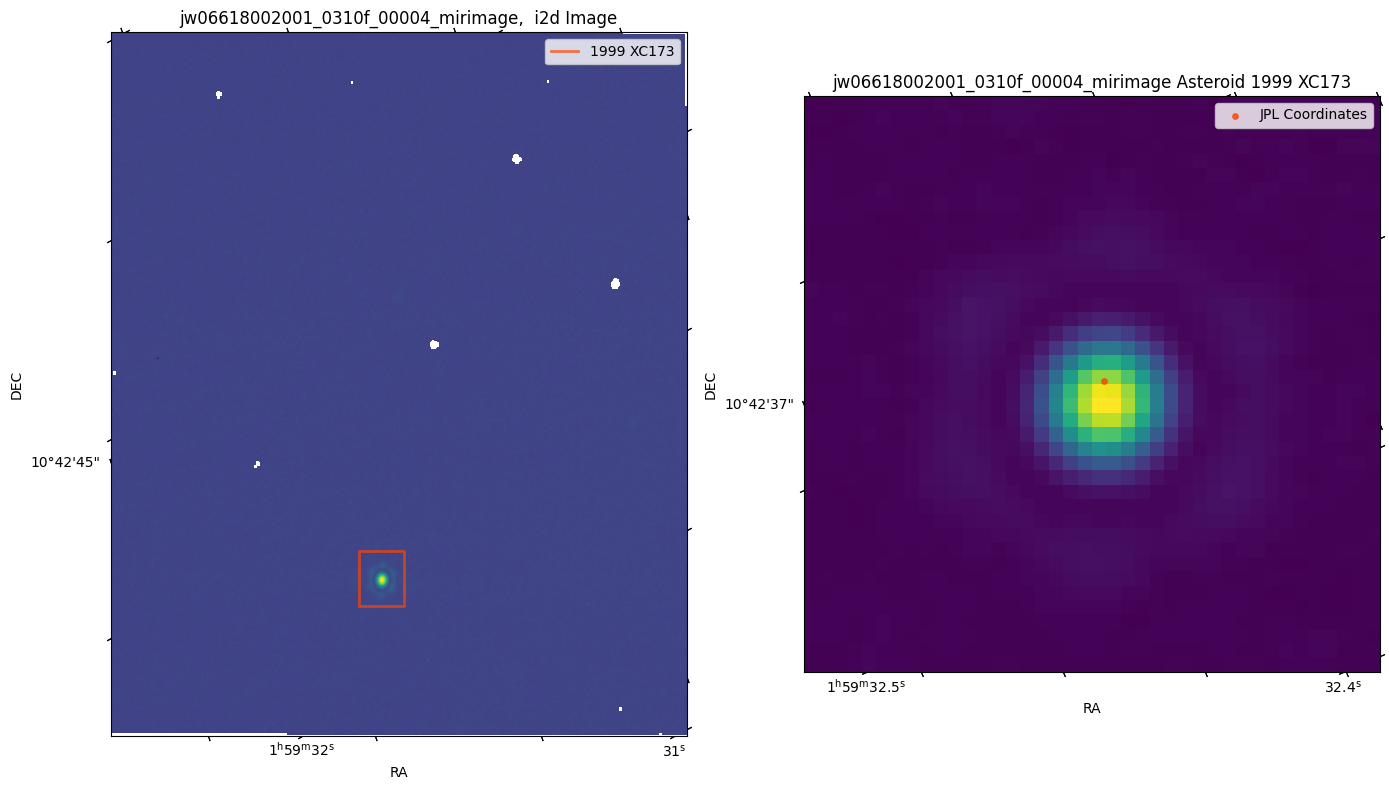 jw06618002001_0310f_00004_mirimage,  i2d Image
1999 XC173
DEC
10°42'45"
1ʰ59ᵐ32ˢ
31ˢ
RA
jw06618002001_0310f_00004_mirimage Asteroid 1999 XC173
JPL Coordinates
DEC
10°42'37"
1ʰ59ᵐ32.5ˢ
32.4ˢ
RA